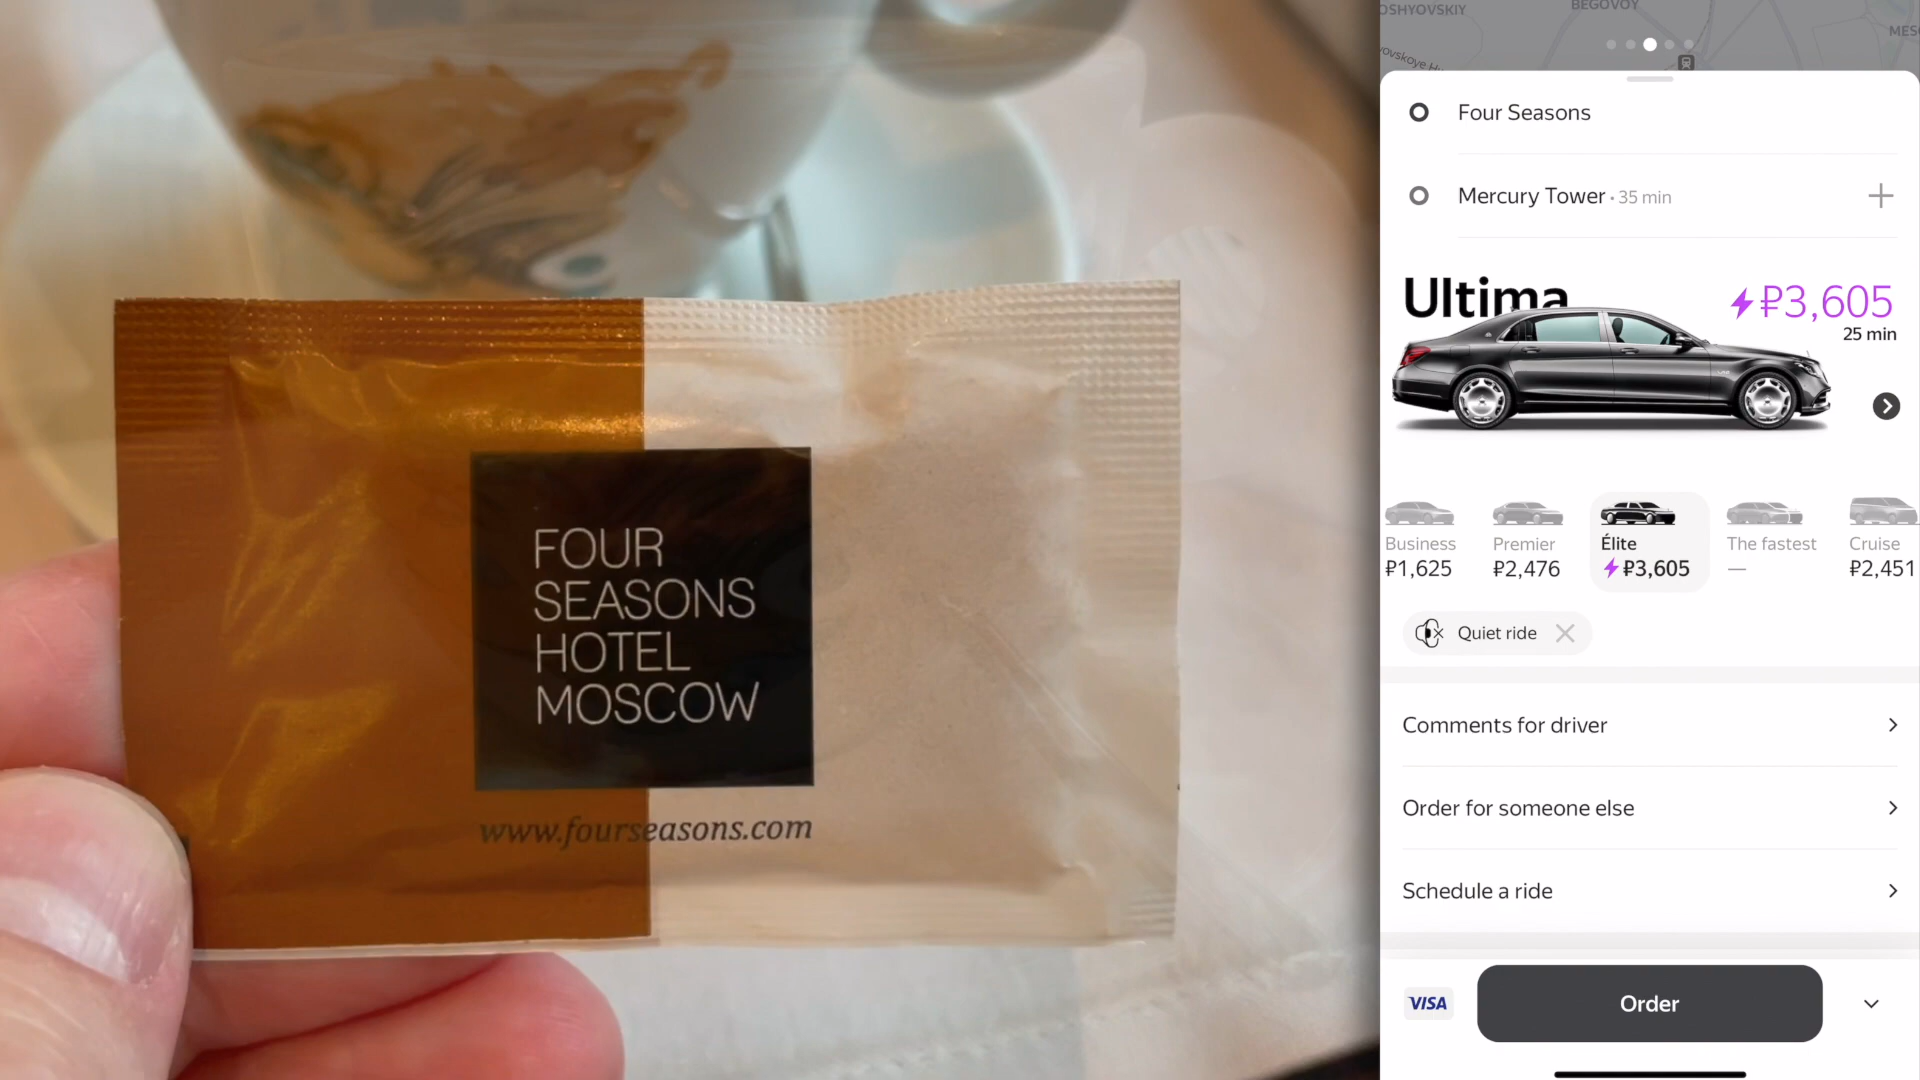 FOUR
SEASONS
HOTEL
MOSCOW
www.fourseasons.com
BEGOVOY
Four Seasons
Mercury Tower • 35 min
Ultima
₽3,605
25 min
Business
₽1,625
Premier
₽2,476
Élite
₽3,605
The fastest
—
Cruise
₽2,451
Quiet ride
Comments for driver
Order for someone else
Schedule a ride
VISA
Order